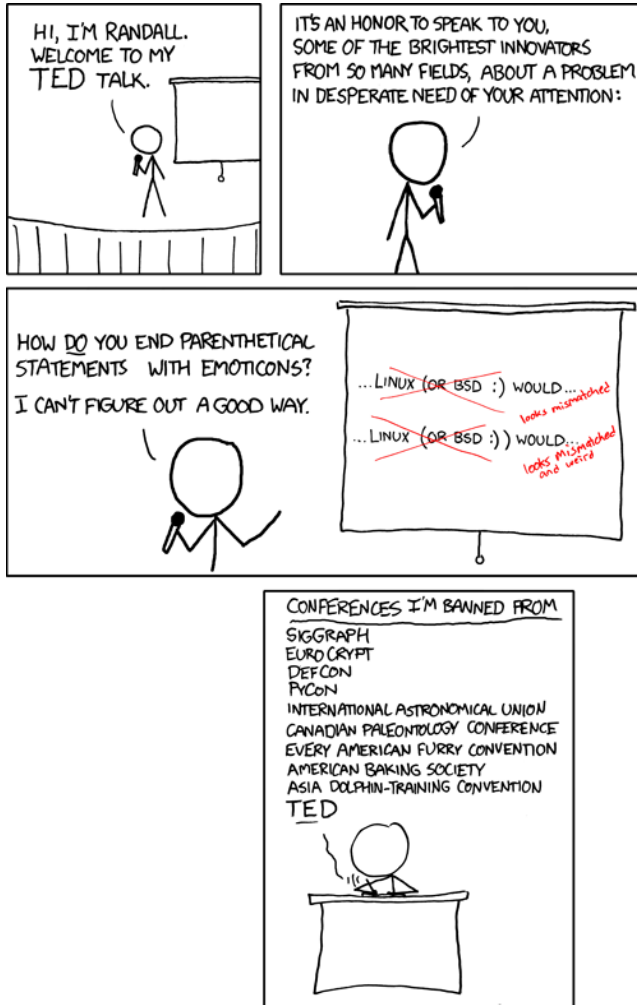 HI, I'M RANDALL.
WELCOME TO MY
TED TALK.
IT'S AN HONOR TO SPEAK TO YOU,
SOME OF THE BRIGHTEST INNOVATORS
FROM SO MANY FIELDS, ABOUT A PROBLEM
IN DESPERATE NEED OF YOUR ATTENTION:
HOW DO YOU END PARENTHETICAL
STATEMENTS WITH EMOTICONS?
I CAN'T FIGURE OUT A GOOD WAY.
...LINUX (OR BSD :) WOULD...
looks mismatched
...LINUX (OR BSD :)) WOULD...
looks mismatched
and weird
CONFERENCES I'M BANNED FROM
SIGGRAPH
EUROCRYPT
DEFCON
PYCON
INTERNATIONAL ASTRONOMICAL UNION
CANADIAN PALEONTOLOGY CONFERENCE
EVERY AMERICAN FURRY CONVENTION
AMERICAN BAKING SOCIETY
ASIA DOLPHIN-TRAINING CONVENTION
TED